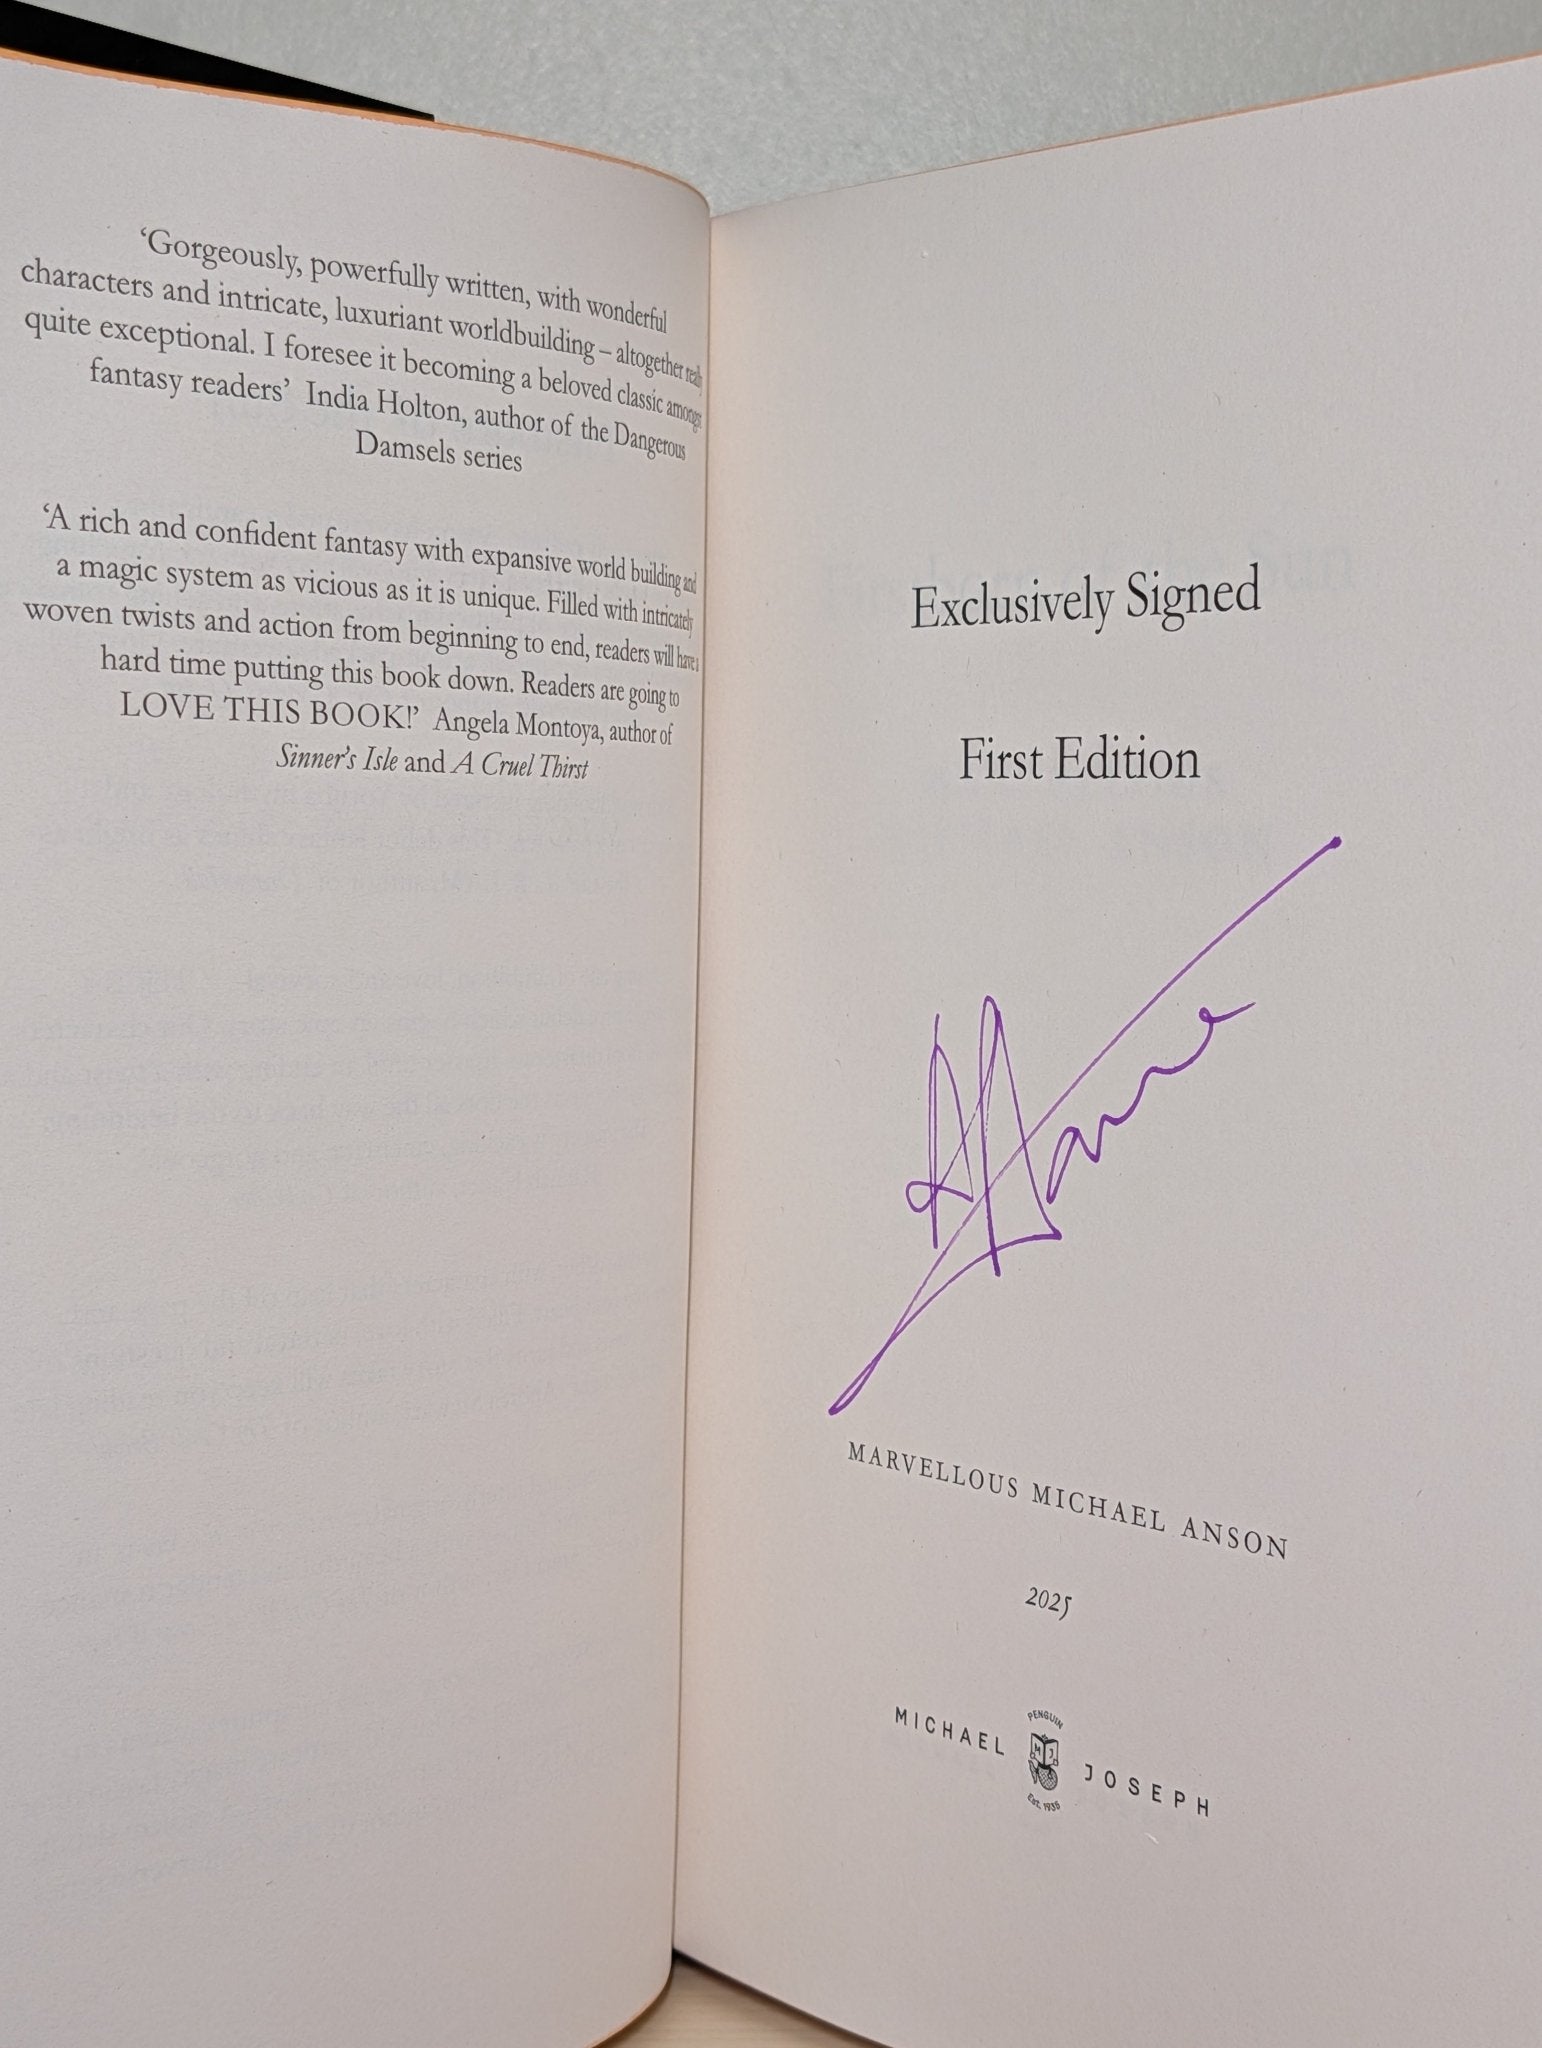 ‘Gorgeously, powerfully written, with wonderful
characters and intricate, luxuriant worldbuilding – altogether really
quite exceptional. I foresee it becoming a beloved classic amongst
fantasy readers’ India Holton, author of the Dangerous
Damsels series
‘A rich and confident fantasy with expansive world building and
a magic system as vicious as it is unique. Filled with intricately
woven twists and action from beginning to end, readers will have a
hard time putting this book down. Readers are going to
LOVE THIS BOOK!’ Angela Montoya, author of
Sinner’s Isle and A Cruel Thirst
Exclusively Signed
First Edition
MARVELLOUS MICHAEL ANSON
2025
PENGUIN
MICHAEL M J JOSEPH
Est. 1935